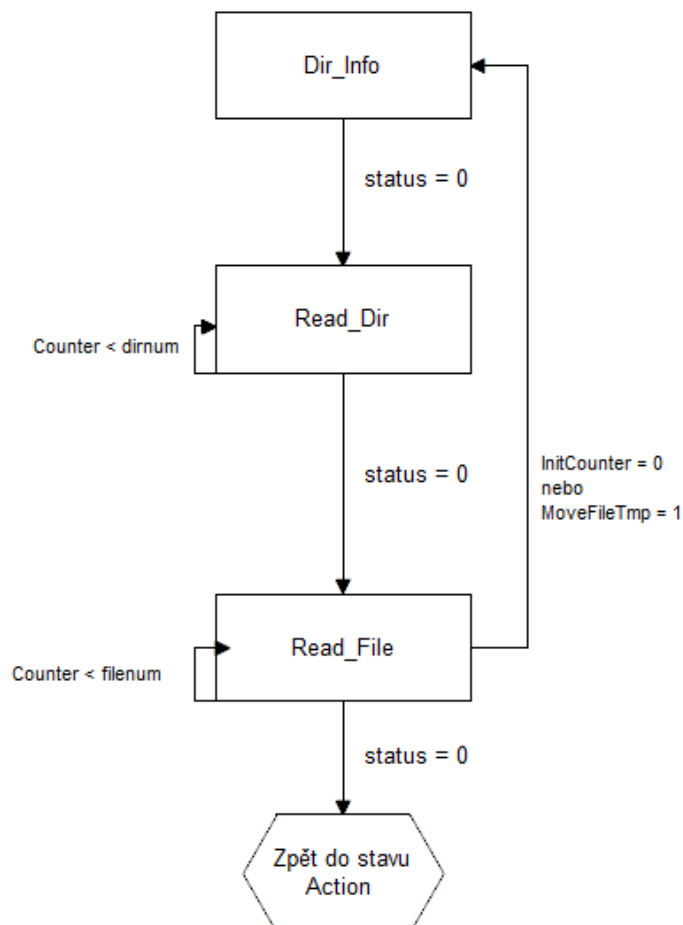 Dir_Info
status = 0
Read_Dir
Counter < dirnum
status = 0
InitCounter = 0
nebo
MoveFileTmp = 1
Read_File
Counter < filenum
status = 0
Zpět do stavu
Action